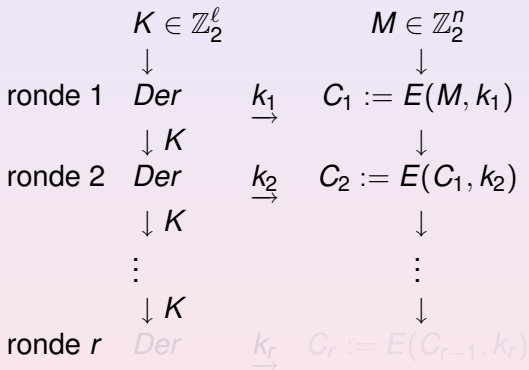 K ∈ ℤ₂^ℓ M ∈ ℤ₂ⁿ
↓ ↓
ronde 1 Der k₁ → C₁ := E(M, k₁)
↓ K ↓
ronde 2 Der k₂ → C₂ := E(C₁, k₂)
↓ K ↓
⋮ ⋮
↓ K ↓
ronde r Der k_r → C_r := E(C_{r−1}, k_r)